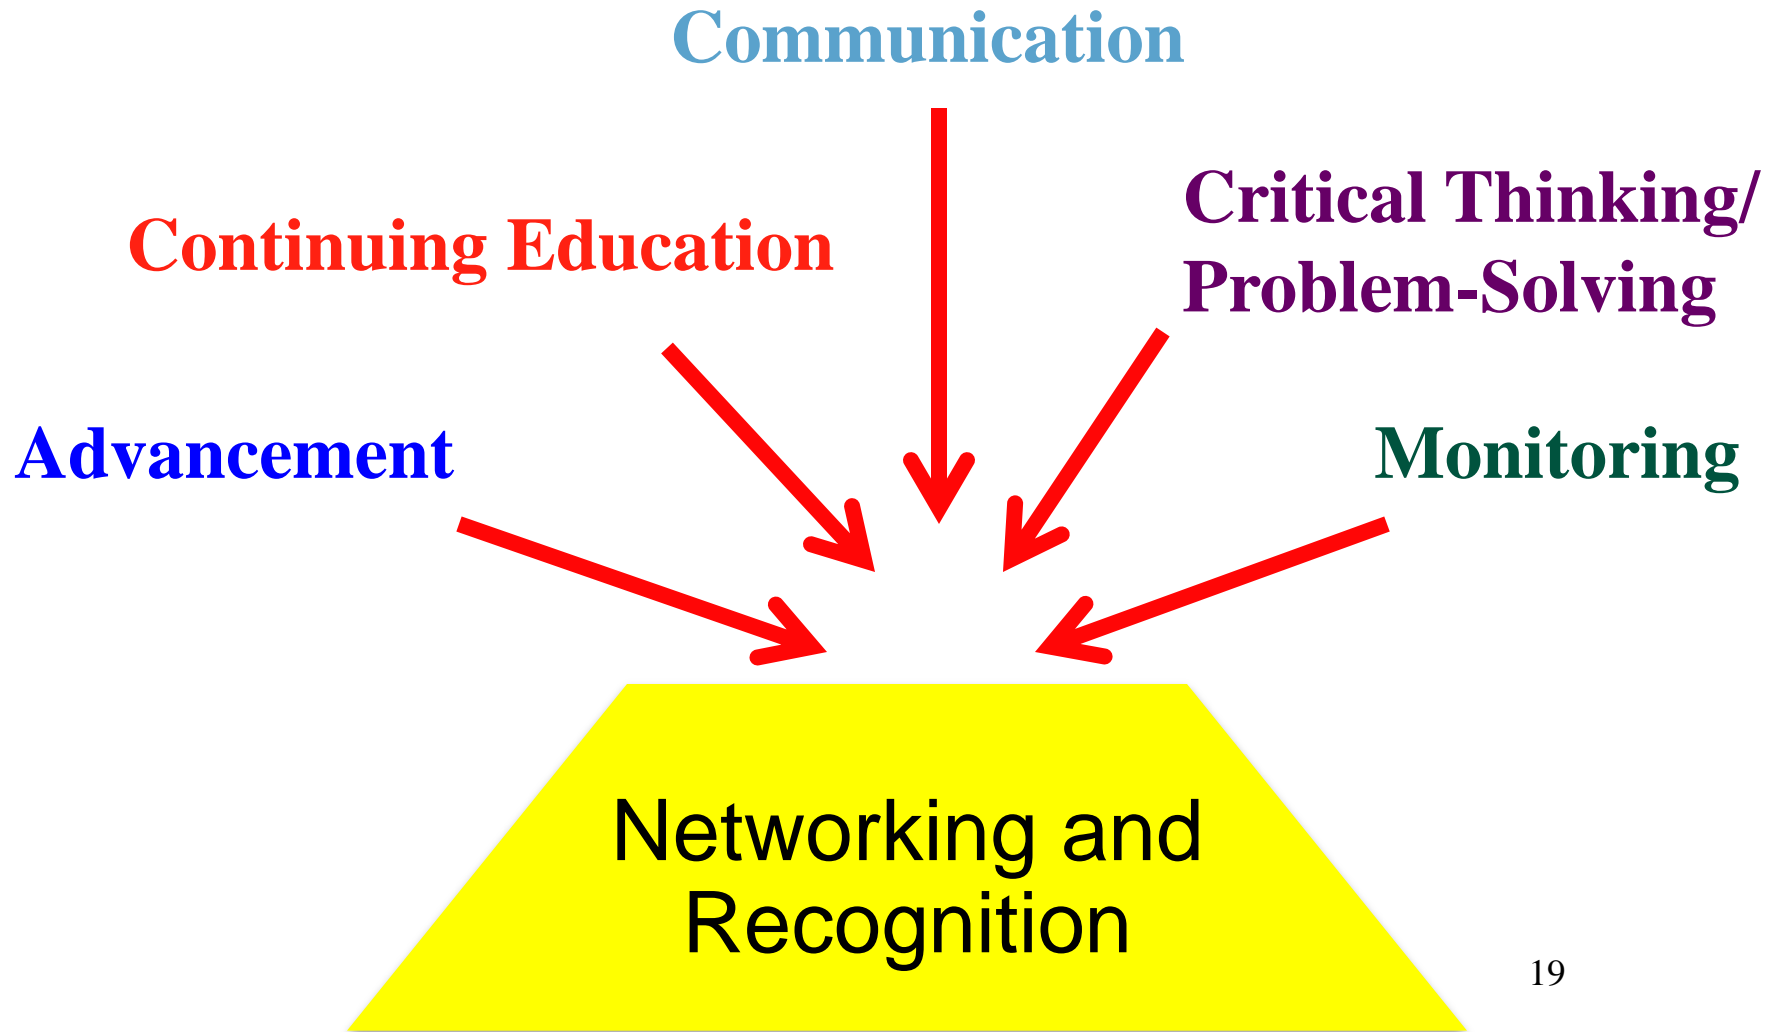 Communication
Critical Thinking/
Problem-Solving
Continuing Education
Advancement
Monitoring
Networking and
Recognition
19